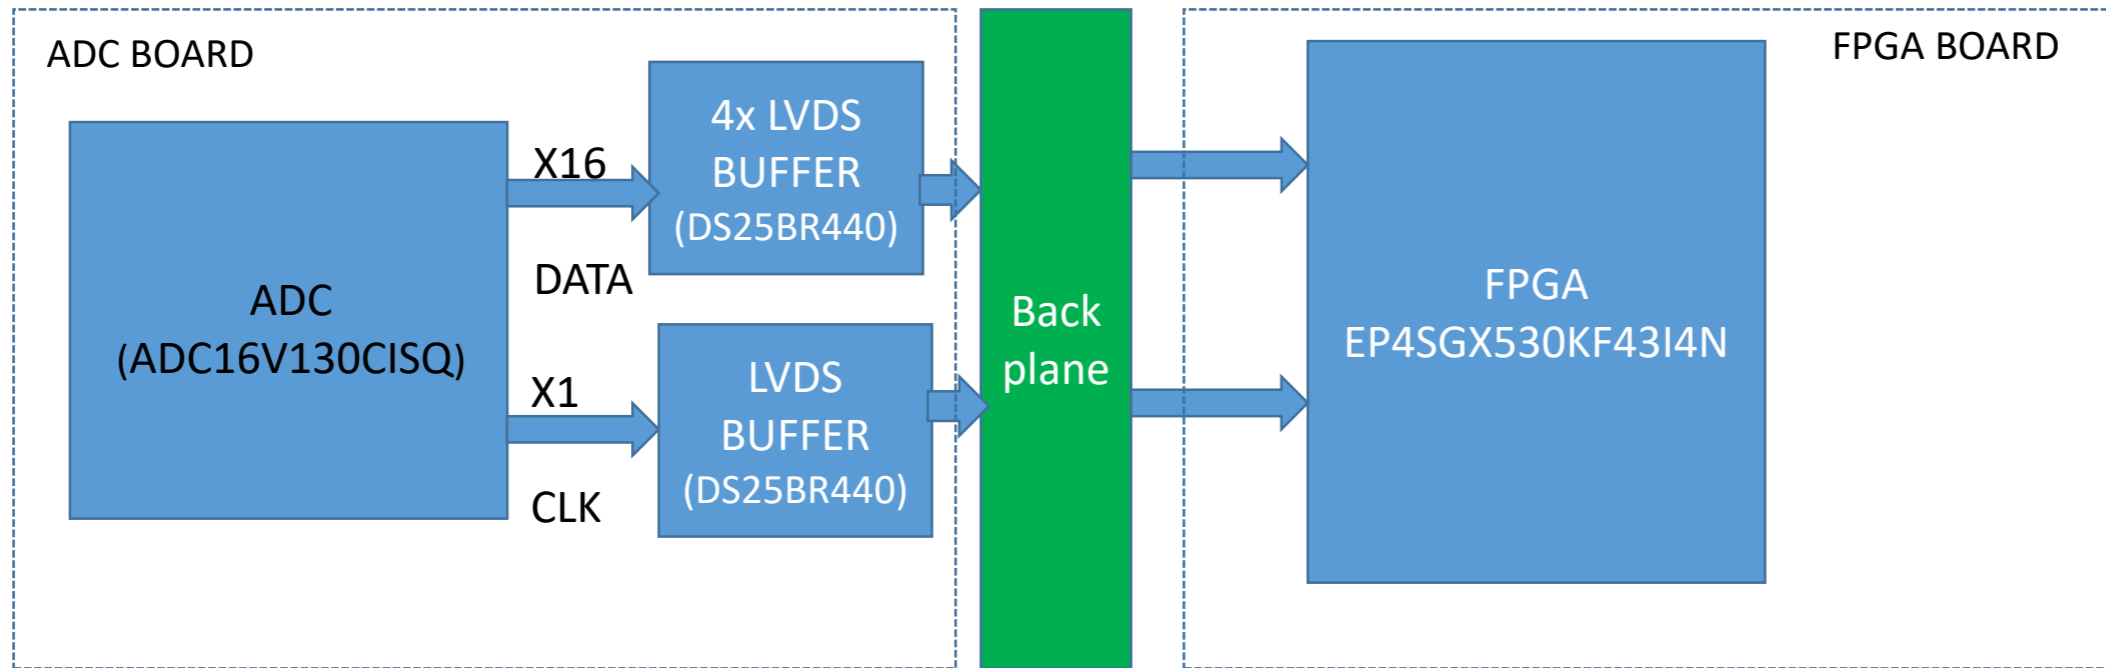 ADC BOARD
ADC
(ADC16V130CISQ)
X16
DATA
X1
CLK
4x LVDS
BUFFER
(DS25BR440)
LVDS
BUFFER
(DS25BR440)
Back
plane
FPGA BOARD
FPGA
EP4SGX530KF43I4N